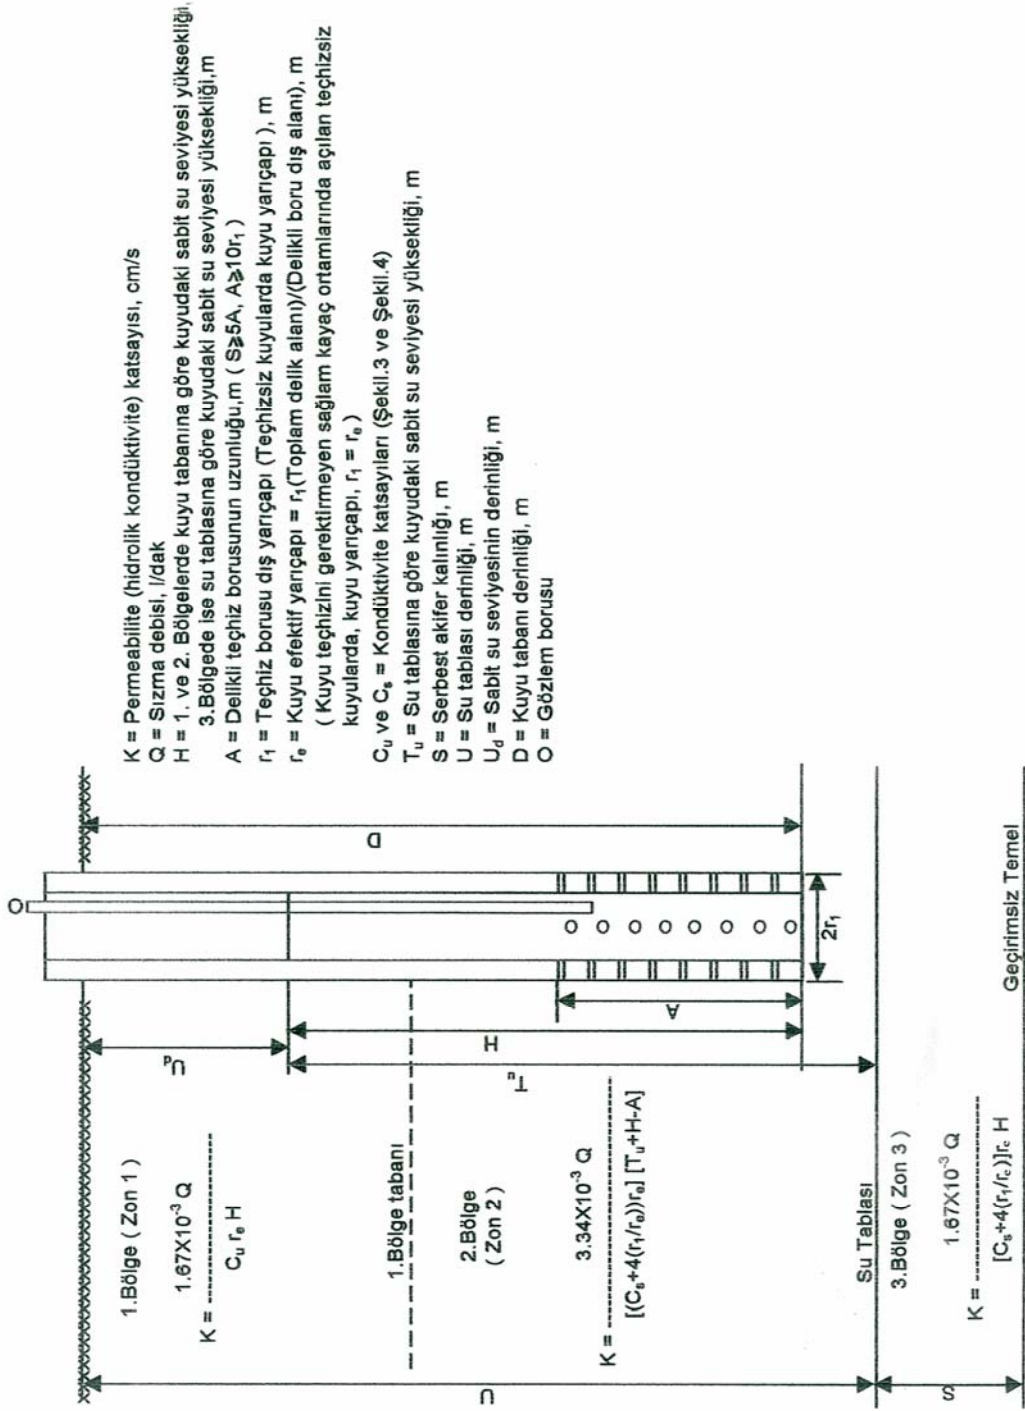 O
1.Bölge ( Zon 1 )
1.67X10⁻³ Q
K = ------------------------
Cᵤ rₑ H
U_d
1.Bölge tabanı
2.Bölge
( Zon 2 )
3.34X10⁻³ Q
K = ------------------------------------
[(Cₛ+4(r₁/rₑ))rₑ] [Tᵤ+H-A]
Tᵤ
H
A
D
2r₁
U
Su Tablası
3.Bölge ( Zon 3 )
1.67X10⁻³ Q
K = ------------------------
[Cₛ+4(r₁/rₑ)]rₑ H
S
Geçirimsiz Temel
O O O O O O O O
K = Permeabilite (hidrolik kondüktivite) katsayısı, cm/s
Q = Sızma debisi, l/dak
H = 1. ve 2. Bölgelerde kuyu tabanına göre kuyudaki sabit su seviyesi yüksekliği,
3.Bölgede ise su tablasına göre kuyudaki sabit su seviyesi yüksekliği,m
A = Delikli teçhiz borusunun uzunluğu,m ( S⩾5A, A⩾10r₁ )
r₁ = Teçhiz borusu dış yarıçapı (Teçhizsiz kuyularda kuyu yarıçapı ), m
rₑ = Kuyu efektif yarıçapı = r₁(Toplam delik alanı)/(Delikli boru dış alanı), m
( Kuyu teçhizini gerektirmeyen sağlam kayaç ortamlarında açılan teçhizsiz
kuyularda, kuyu yarıçapı, r₁ = rₑ )
Cᵤ ve Cₛ = Kondüktivite katsayıları (Şekil.3 ve Şekil.4)
Tᵤ = Su tablasına göre kuyudaki sabit su seviyesi yüksekliği, m
S = Serbest akifer kalınlığı, m
U = Su tablası derinliği, m
U_d = Sabit su seviyesinin derinliği, m
D = Kuyu tabanı derinliği, m
O = Gözlem borusu